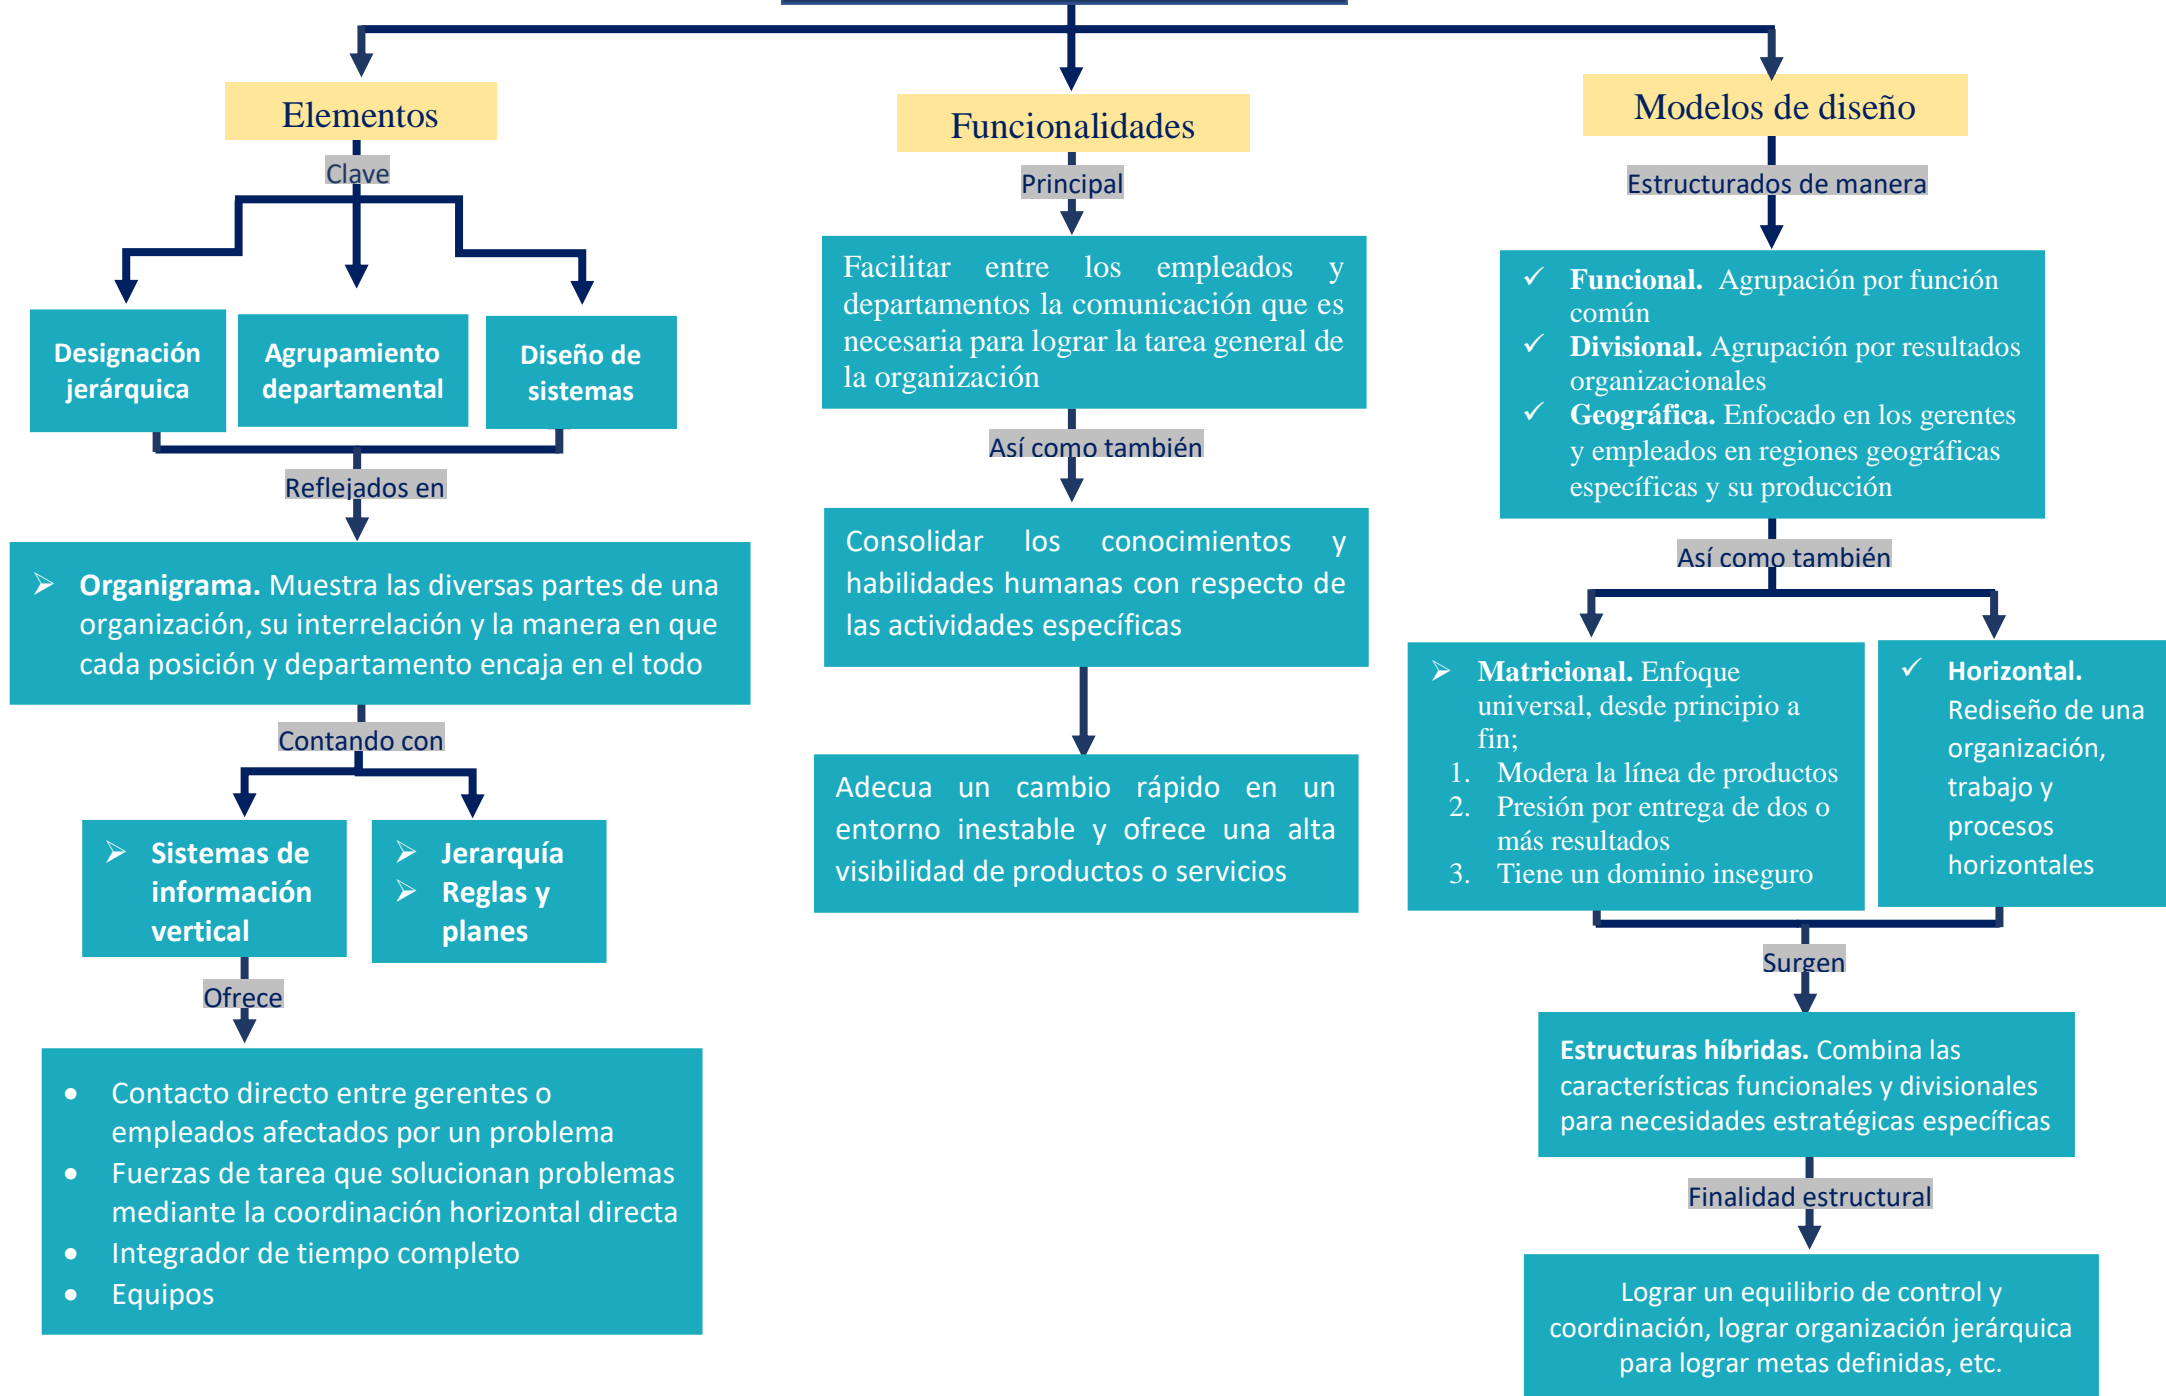 Elementos
Clave
Designación
jerárquica
Agrupamiento
departamental
Diseño de
sistemas
Reflejados en
➢ Organigrama. Muestra las diversas partes de una
organización, su interrelación y la manera en que
cada posición y departamento encaja en el todo
Contando con
➢ Sistemas de
información
vertical
➢ Jerarquía
➢ Reglas y
planes
Ofrece
• Contacto directo entre gerentes o
empleados afectados por un problema
• Fuerzas de tarea que solucionan problemas
mediante la coordinación horizontal directa
• Integrador de tiempo completo
• Equipos
Funcionalidades
Principal
Facilitar entre los empleados y
departamentos la comunicación que es
necesaria para lograr la tarea general de
la organización
Así como también
Consolidar los conocimientos y
habilidades humanas con respecto de
las actividades específicas
Adecua un cambio rápido en un
entorno inestable y ofrece una alta
visibilidad de productos o servicios
Modelos de diseño
Estructurados de manera
✓ Funcional. Agrupación por función
común
✓ Divisional. Agrupación por resultados
organizacionales
✓ Geográfica. Enfocado en los gerentes
y empleados en regiones geográficas
específicas y su producción
Así como también
➢ Matricional. Enfoque
universal, desde principio a
fin;
1. Modera la línea de productos
2. Presión por entrega de dos o
más resultados
3. Tiene un dominio inseguro
✓ Horizontal.
Rediseño de una
organización,
trabajo y
procesos
horizontales
Surgen
Estructuras híbridas. Combina las
características funcionales y divisionales
para necesidades estratégicas específicas
Finalidad estructural
Lograr un equilibrio de control y
coordinación, lograr organización jerárquica
para lograr metas definidas, etc.